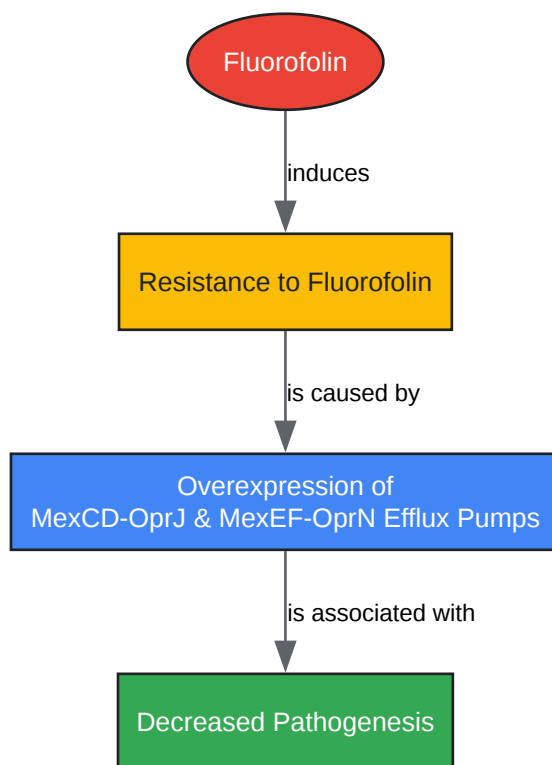 Fluorofolin
induces
Resistance to Fluorofolin
is caused by
Overexpression of
MexCD-OprJ & MexEF-OprN Efflux Pumps
is associated with
Decreased Pathogenesis